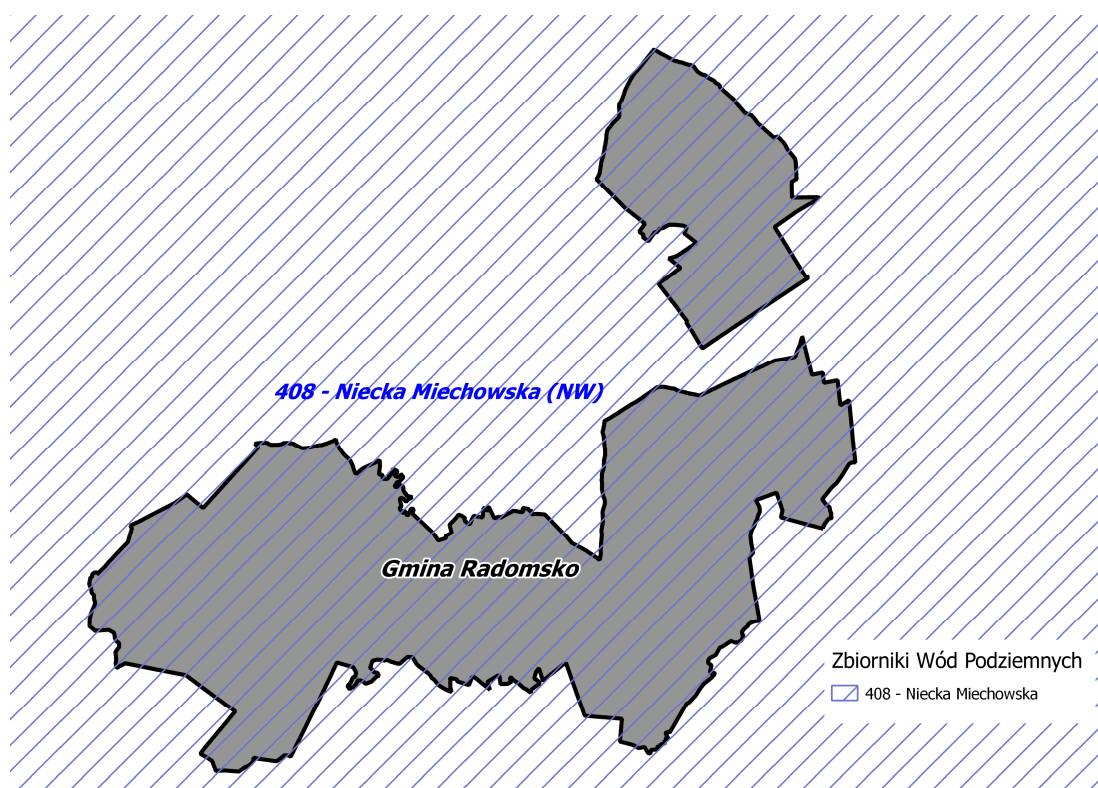 408 - Niecka Miechowska (NW)
Gmina Radomsko
Zbiorniki Wód Podziemnych
408 - Niecka Miechowska